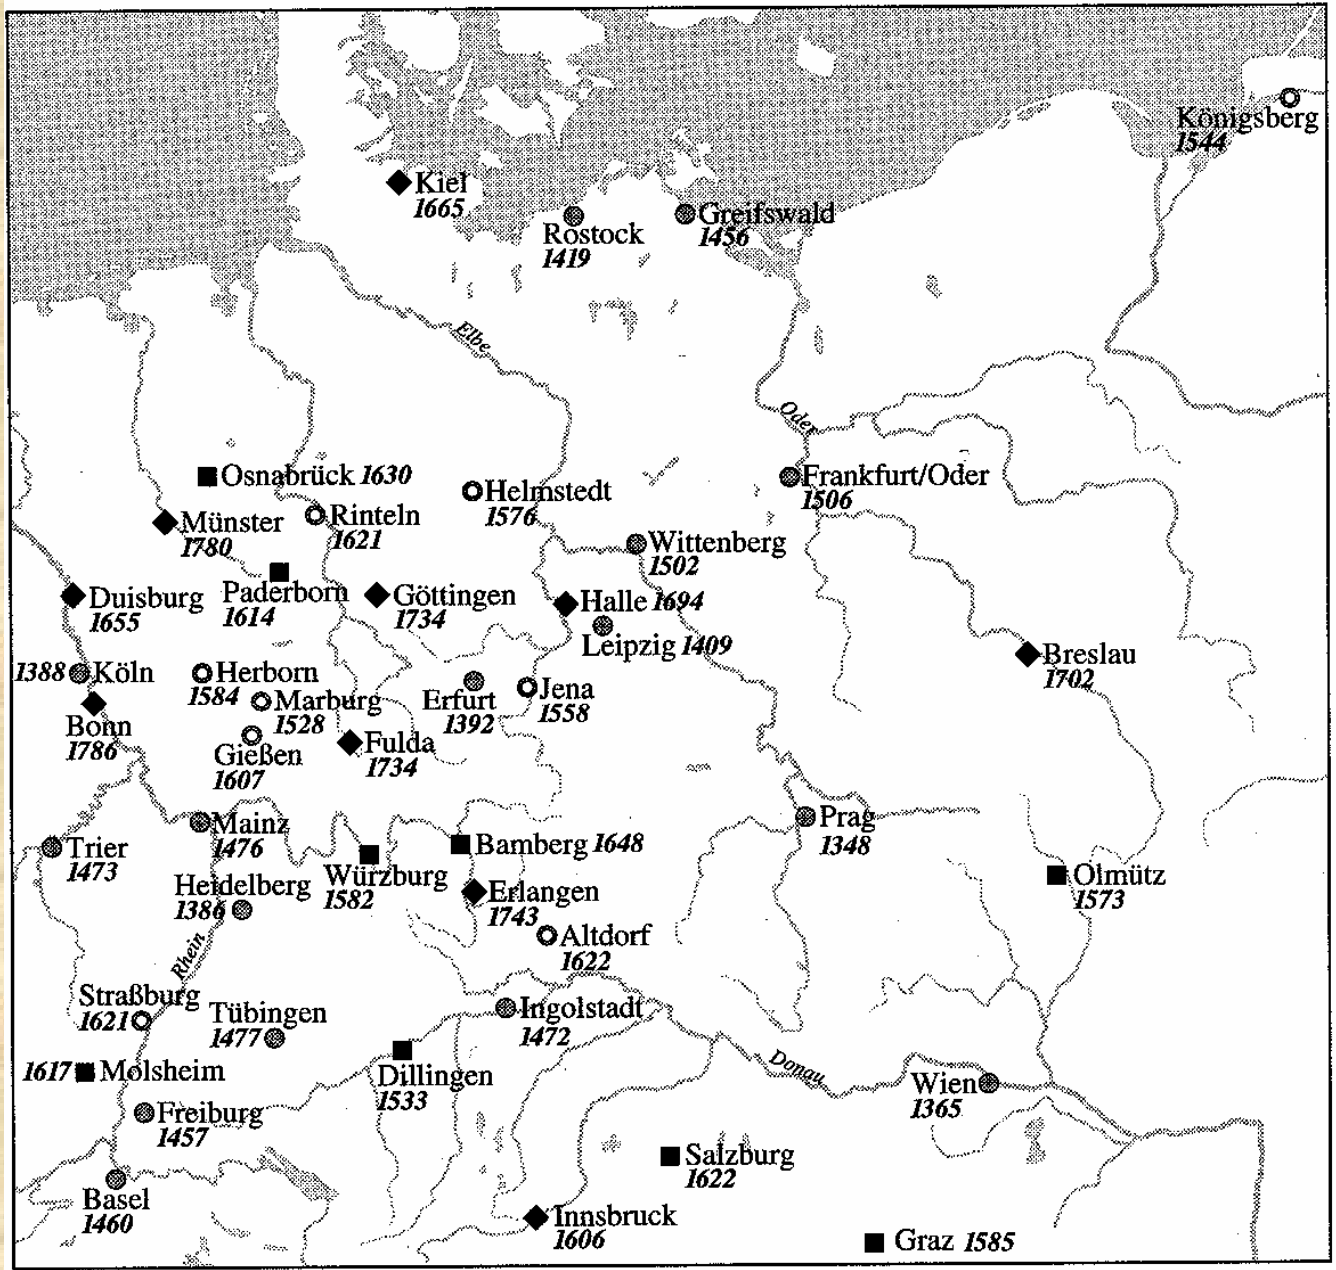 Königsberg
1544
Kiel
1665
Greifswald
1456
Rostock
1419
Elbe
Oder
Osnabrück 1630
Helmstedt
1576
Frankfurt/Oder
1506
Münster
1780
Rinteln
1621
Wittenberg
1502
Paderborn
1614
Duisburg
1655
Göttingen
1734
Halle 1694
Leipzig 1409
Breslau
1702
1388 Köln
Herborn
1584
Marburg
1528
Erfurt
1392
Jena
1558
Bonn
1786
Gießen
1607
Fulda
1734
Mainz
1476
Prag
1348
Trier
1473
Bamberg 1648
Würzburg
1582
Olmütz
1573
Heidelberg
1386
Erlangen
1743
Altdorf
1622
Rhein
Straßburg
1621
Tübingen
1477
Ingolstadt
1472
1617 Molsheim
Dillingen
1533
Donau
Wien
1365
Freiburg
1457
Salzburg
1622
Basel
1460
Innsbruck
1606
Graz 1585